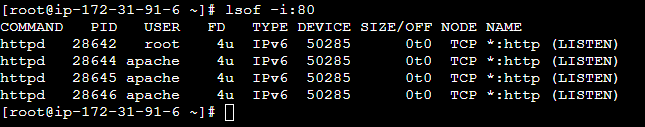 [root@ip-172-31-91-6 ~]# lsof -i:80
COMMAND   PID   USER   FD   TYPE DEVICE SIZE/OFF NODE NAME
httpd   28642   root    4u  IPv6  50285      0t0  TCP *:http (LISTEN)
httpd   28644 apache    4u  IPv6  50285      0t0  TCP *:http (LISTEN)
httpd   28645 apache    4u  IPv6  50285      0t0  TCP *:http (LISTEN)
httpd   28646 apache    4u  IPv6  50285      0t0  TCP *:http (LISTEN)
[root@ip-172-31-91-6 ~]#